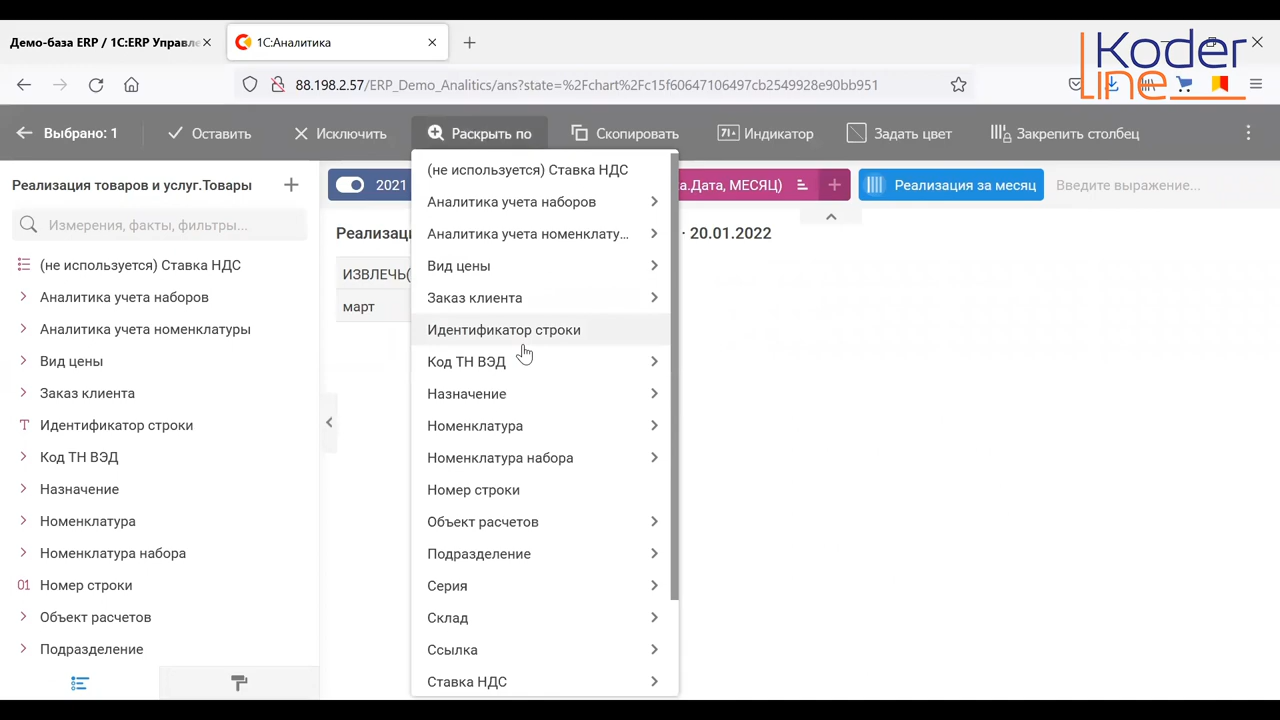 Демо-база ERP / 1С:ERP Управле
1С:Аналитика
Koder
line
88.198.2.57/ERP_Demo_Analitics/ans?state=%2Fchart%2Fc15f60647106497cb2549928e90bb951
Выбрано: 1
Оставить
Исключить
Раскрыть по
Скопировать
Индикатор
Задать цвет
Закрепить столбец
Реализация товаров и услуг.Товары
2021
а.Дата, МЕСЯЦ)
Реализация за месяц
Введите выражение...
Измерения, факты, фильтры...
Реализаци
· 20.01.2022
ИЗВЛЕЧЬ(
март
(не используется) Ставка НДС
Аналитика учета наборов
Аналитика учета номенклатуры
Вид цены
Заказ клиента
Идентификатор строки
Код ТН ВЭД
Назначение
Номенклатура
Номенклатура набора
Номер строки
Объект расчетов
Подразделение
(не используется) Ставка НДС
Аналитика учета наборов
Аналитика учета номенклату...
Вид цены
Заказ клиента
Идентификатор строки
Код ТН ВЭД
Назначение
Номенклатура
Номенклатура набора
Номер строки
Объект расчетов
Подразделение
Серия
Склад
Ссылка
Ставка НДС